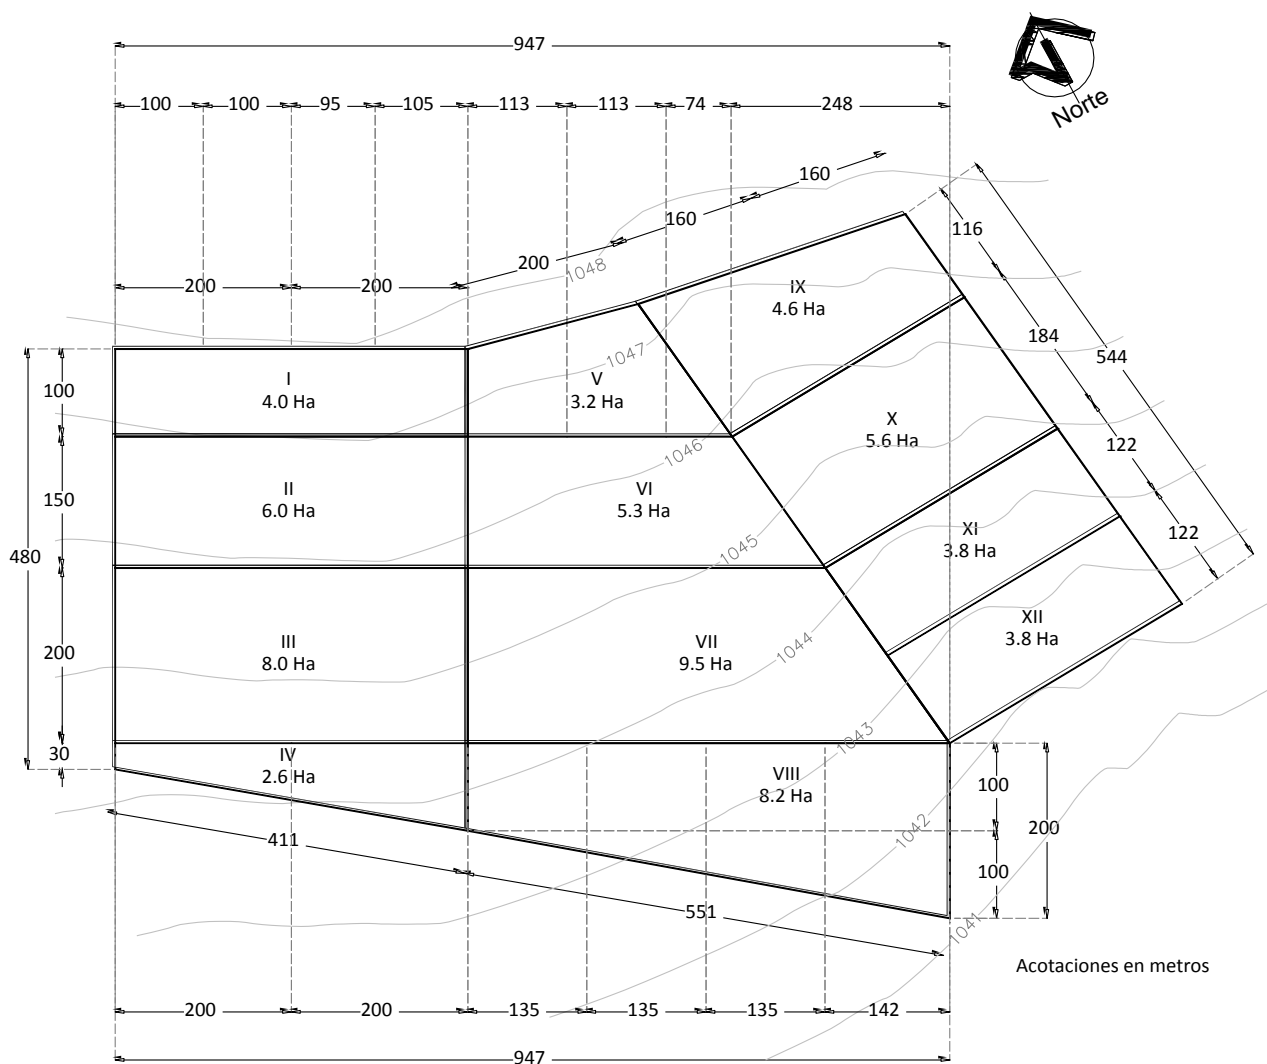 947
100 100 95 105 113 113 74 248
Norte
160
160
200
116
200 200
1048
IX
4.6 Ha
184
544
1047
100
I
4.0 Ha
V
3.2 Ha
X
5.6 Ha
122
1046
150
II
6.0 Ha
VI
5.3 Ha
480
1045
XI
3.8 Ha
122
200
III
8.0 Ha
VII
9.5 Ha
1044
XII
3.8 Ha
30
IV
2.6 Ha
1043
VIII
8.2 Ha
100
200
1042
411
100
551
1041
Acotaciones en metros
200 200 135 135 135 142
947